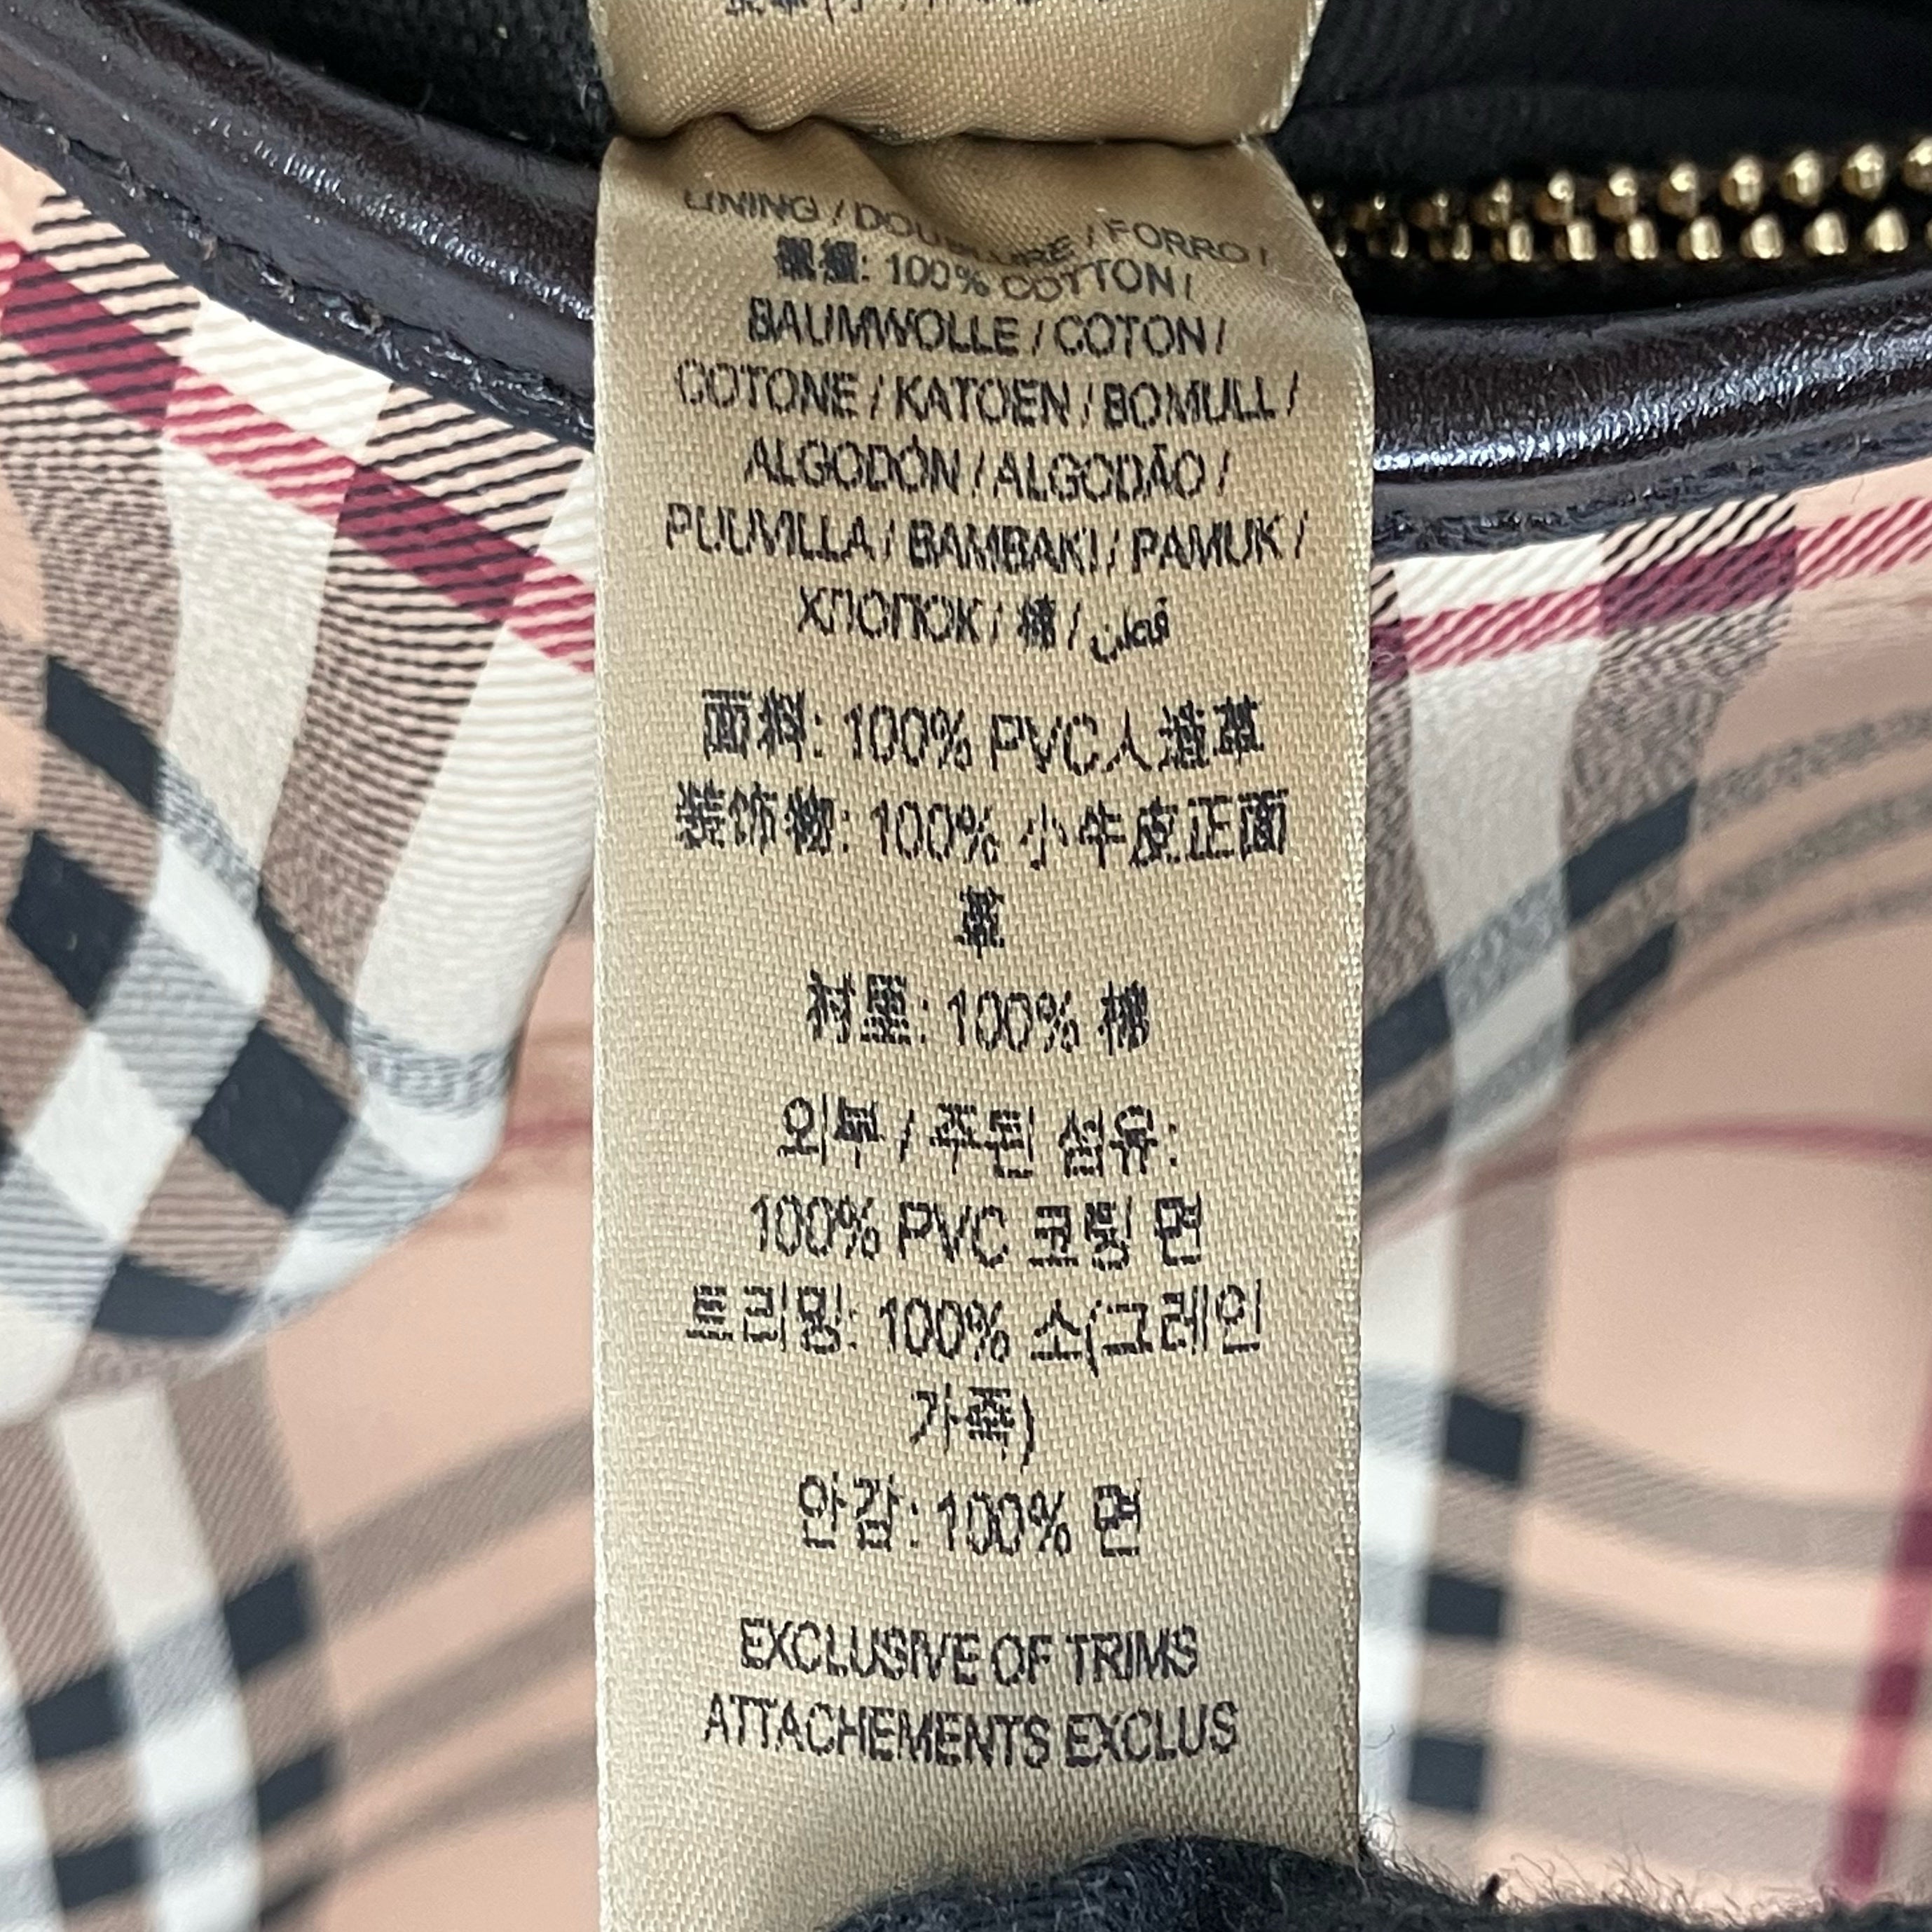 LINING / DOUBLURE / FORRO /
裡襯: 100% COTTON /
BAUMWOLLE / COTON /
COTONE / KATOEN / BOMULL /
ALGODÓN / ALGODÃO /
PUUVILLA / BAMBAKI / PAMUK /
ХЛОПОК / 棉 / قطن
面料: 100% PVC人造革
装饰物: 100% 小牛皮正面
革
衬里: 100% 棉
외부 / 주된 섬유:
100% PVC 코팅 면
트리밍: 100% 소(그레인
가죽)
안감: 100% 면
EXCLUSIVE OF TRIMS
ATTACHEMENTS EXCLUS